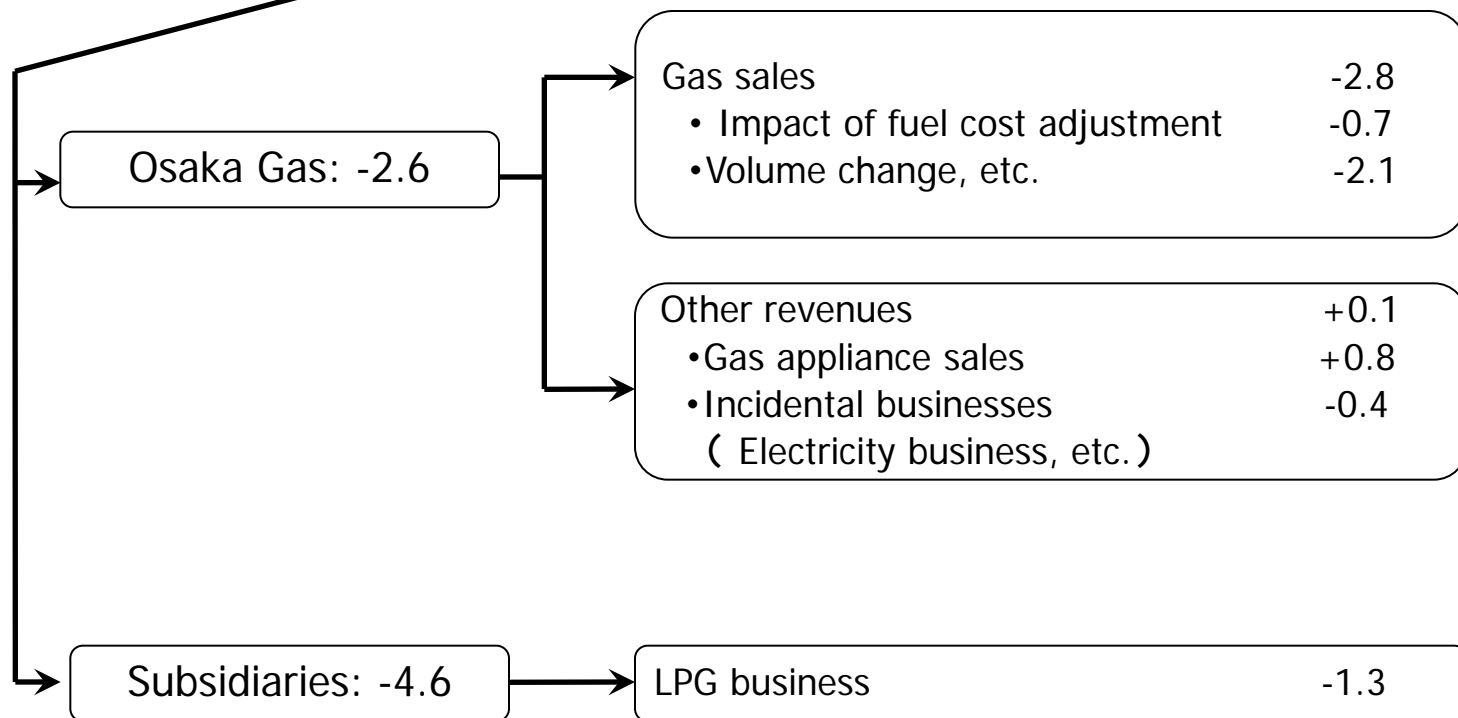 Gas sales -2.8
• Impact of fuel cost adjustment -0.7
•Volume change, etc. -2.1
Osaka Gas: -2.6
Other revenues +0.1
•Gas appliance sales +0.8
•Incidental businesses -0.4
( Electricity business, etc.)
Subsidiaries: -4.6
LPG business -1.3